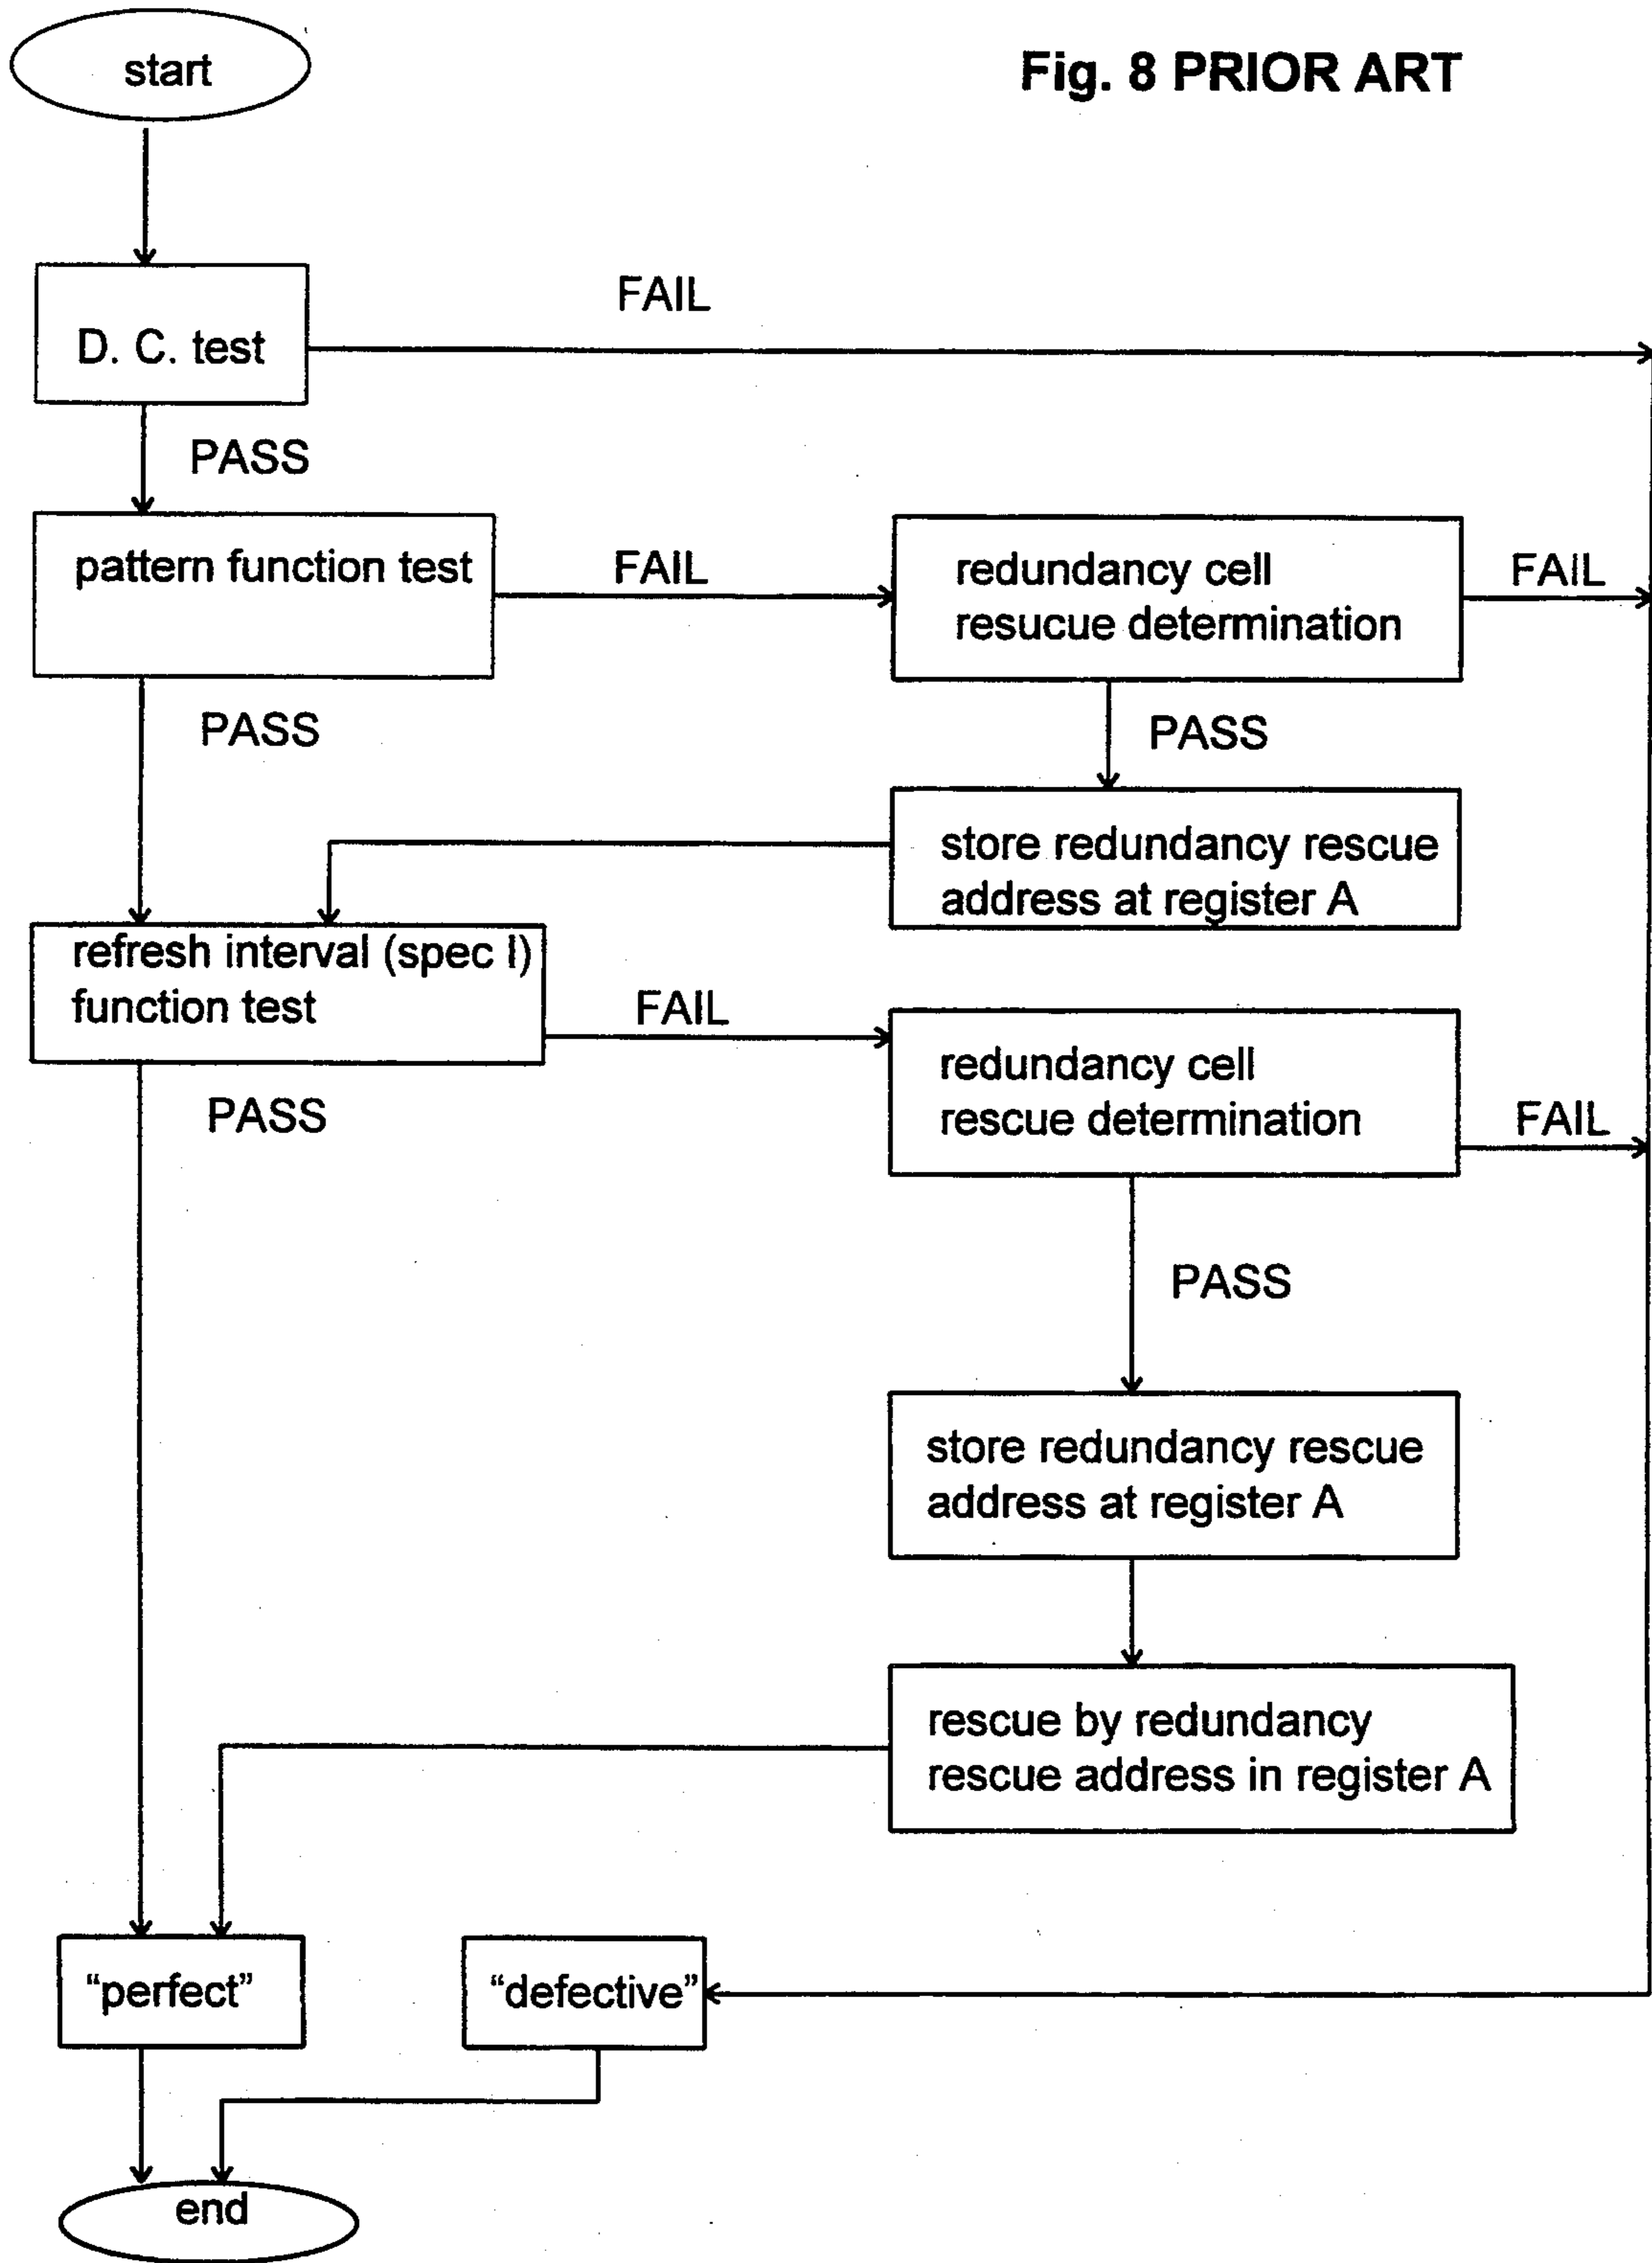 Fig. 8 PRIOR ART
start
D. C. test
FAIL
PASS
pattern function test
FAIL
redundancy cell
resucue determination
FAIL
PASS
PASS
store redundancy rescue
address at register A
refresh interval (spec I)
function test
FAIL
redundancy cell
rescue determination
FAIL
PASS
PASS
store redundancy rescue
address at register A
rescue by redundancy
rescue address in register A
“perfect”
“defective”
end